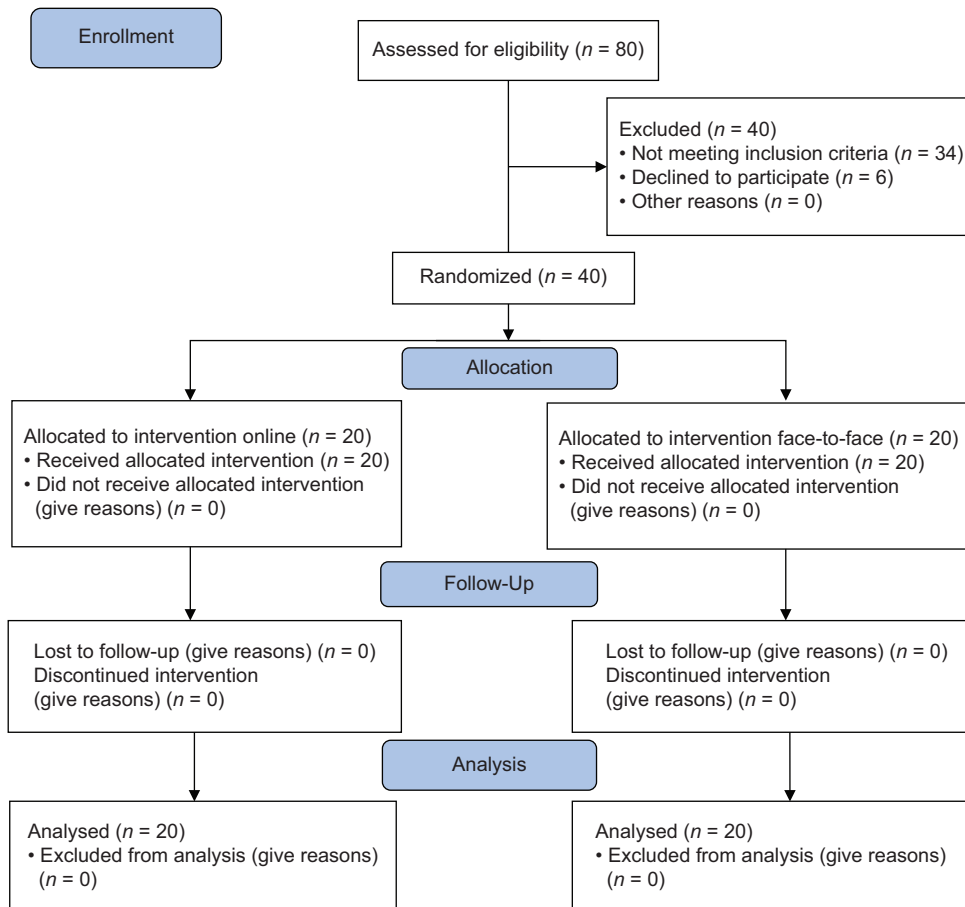 Enrollment
Assessed for eligibility (n = 80)
Excluded (n = 40)
• Not meeting inclusion criteria (n = 34)
• Declined to participate (n = 6)
• Other reasons (n = 0)
Randomized (n = 40)
Allocation
Allocated to intervention online (n = 20)
• Received allocated intervention (n = 20)
• Did not receive allocated intervention
(give reasons) (n = 0)
Allocated to intervention face-to-face (n = 20)
• Received allocated intervention (n = 20)
• Did not receive allocated intervention
(give reasons) (n = 0)
Follow-Up
Lost to follow-up (give reasons) (n = 0)
Discontinued intervention
(give reasons) (n = 0)
Lost to follow-up (give reasons) (n = 0)
Discontinued intervention
(give reasons) (n = 0)
Analysis
Analysed (n = 20)
• Excluded from analysis (give reasons)
(n = 0)
Analysed (n = 20)
• Excluded from analysis (give reasons)
(n = 0)